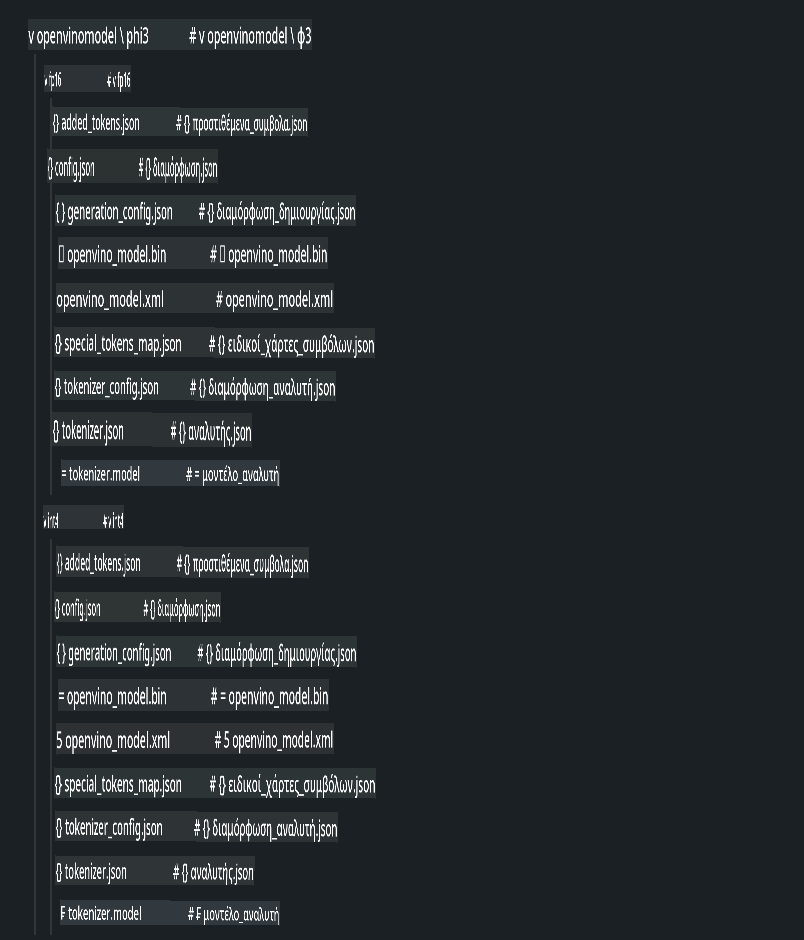 v openvinomodel \ phi3 # v openvinomodel \ φ3
v fp16 # v fp16
{} added_tokens.json # {} προστιθέμενα_συμβολα.json
{} config.json # {} διαμόρφωση.json
{ } generation_config.json # {} διαμόρφωση_δημιουργίας.json
▯ openvino_model.bin # ▯ openvino_model.bin
openvino_model.xml # openvino_model.xml
{} special_tokens_map.json # {} ειδικοί_χάρτες_συμβόλων.json
{} tokenizer_config.json # {} διαμόρφωση_αναλυτή.json
{} tokenizer.json # {} αναλυτής.json
= tokenizer.model # = μοντέλο_αναλυτή
v int4 # v int4
{) added_tokens.json # {} προστιθέμενα_συμβολα.json
{} config.json # {} διαμόρφωση.json
{ } generation_config.json # {} διαμόρφωση_δημιουργίας.json
= openvino_model.bin # = openvino_model.bin
5 openvino_model.xml # 5 openvino_model.xml
{} special_tokens_map.json # {} ειδικοί_χάρτες_συμβόλων.json
{} tokenizer_config.json # {} διαμόρφωση_αναλυτή.json
{} tokenizer.json # {} αναλυτής.json
₣ tokenizer.model # ₣ μοντέλο_αναλυτή